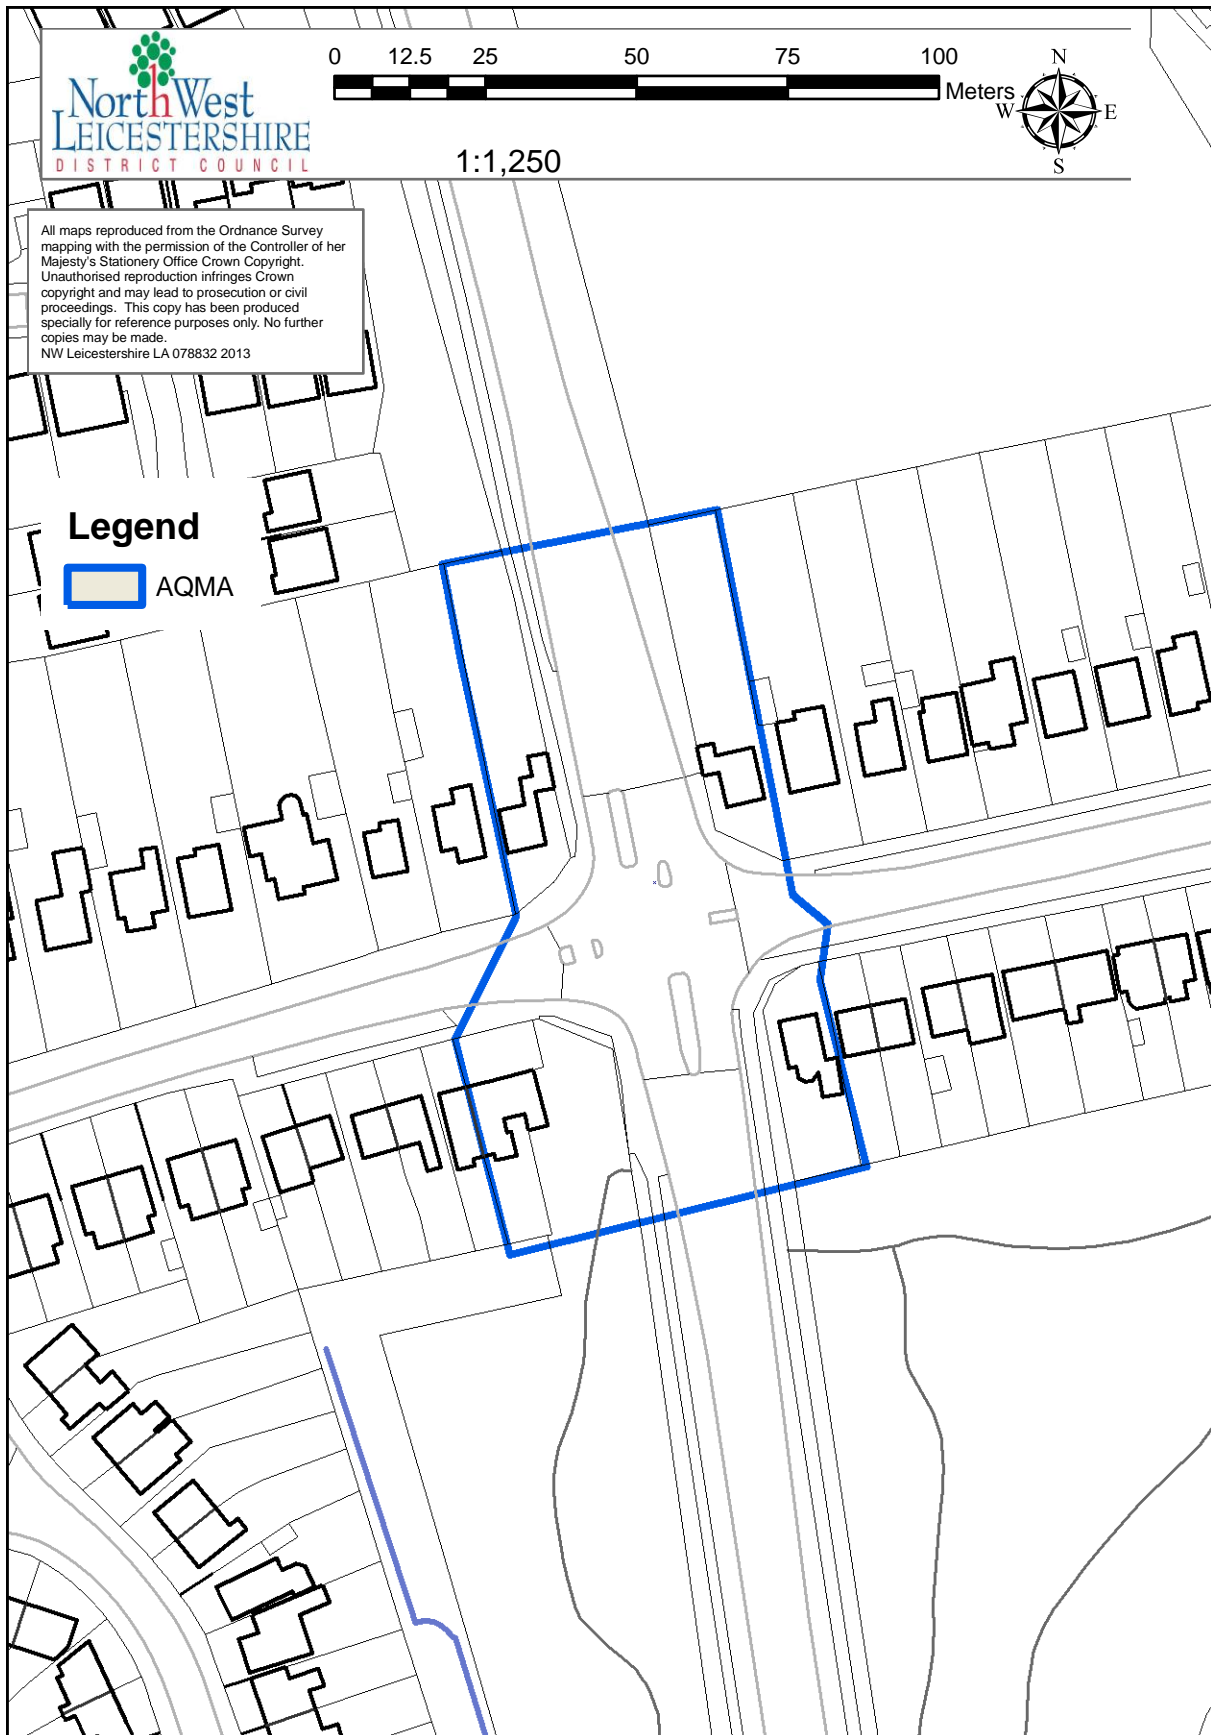 NorthWest
LEICESTERSHIRE
DISTRICT COUNCIL
0 12.5 25 50 75 100
Meters
1:1,250
N
W E
S
All maps reproduced from the Ordnance Survey
mapping with the permission of the Controller of her
Majesty's Stationery Office Crown Copyright.
Unauthorised reproduction infringes Crown
copyright and may lead to prosecution or civil
proceedings. This copy has been produced
specially for reference purposes only. No further
copies may be made.
NW Leicestershire LA 078832 2013
Legend
AQMA